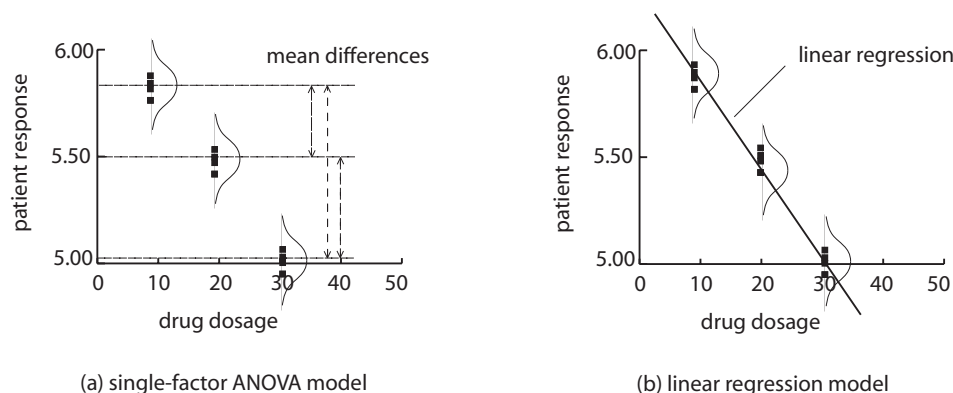 6.00
mean differences
patient response
5.50
5.00
0 10 20 30 40 50
drug dosage
(a) single-factor ANOVA model
6.00
linear regression
patient response
5.50
5.00
0 10 20 30 40 50
drug dosage
(b) linear regression model